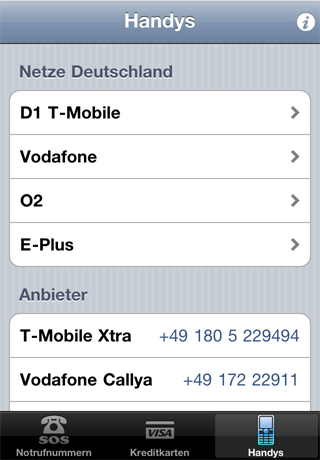 Handys
Netze Deutschland
D1 T-Mobile
Vodafone
O2
E-Plus
Anbieter
T-Mobile Xtra +49 180 5 229494
Vodafone Callya +49 172 22911
SOS VISA
Notrufnummern Kreditkarten Handys